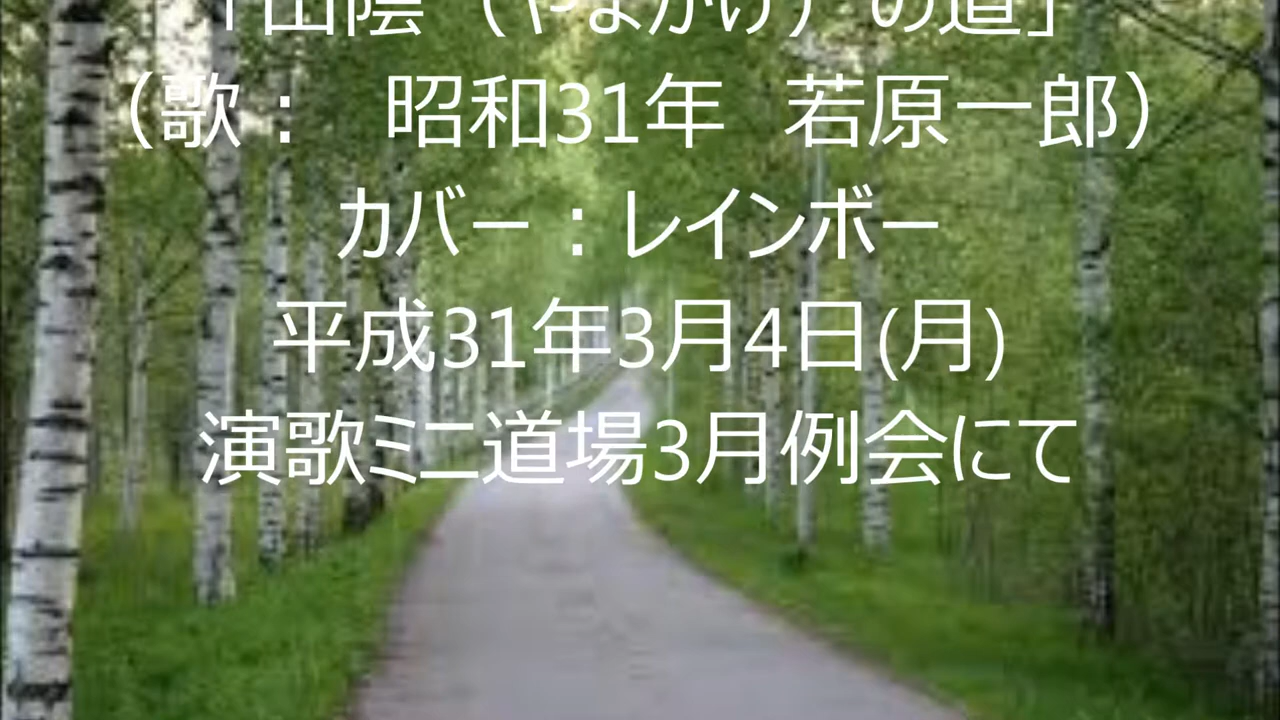 「山陰（やまかげ）の道」
（歌：　昭和31年　若原一郎）
カバー：レインボー
平成31年3月4日(月)
演歌ミニ道場3月例会にて